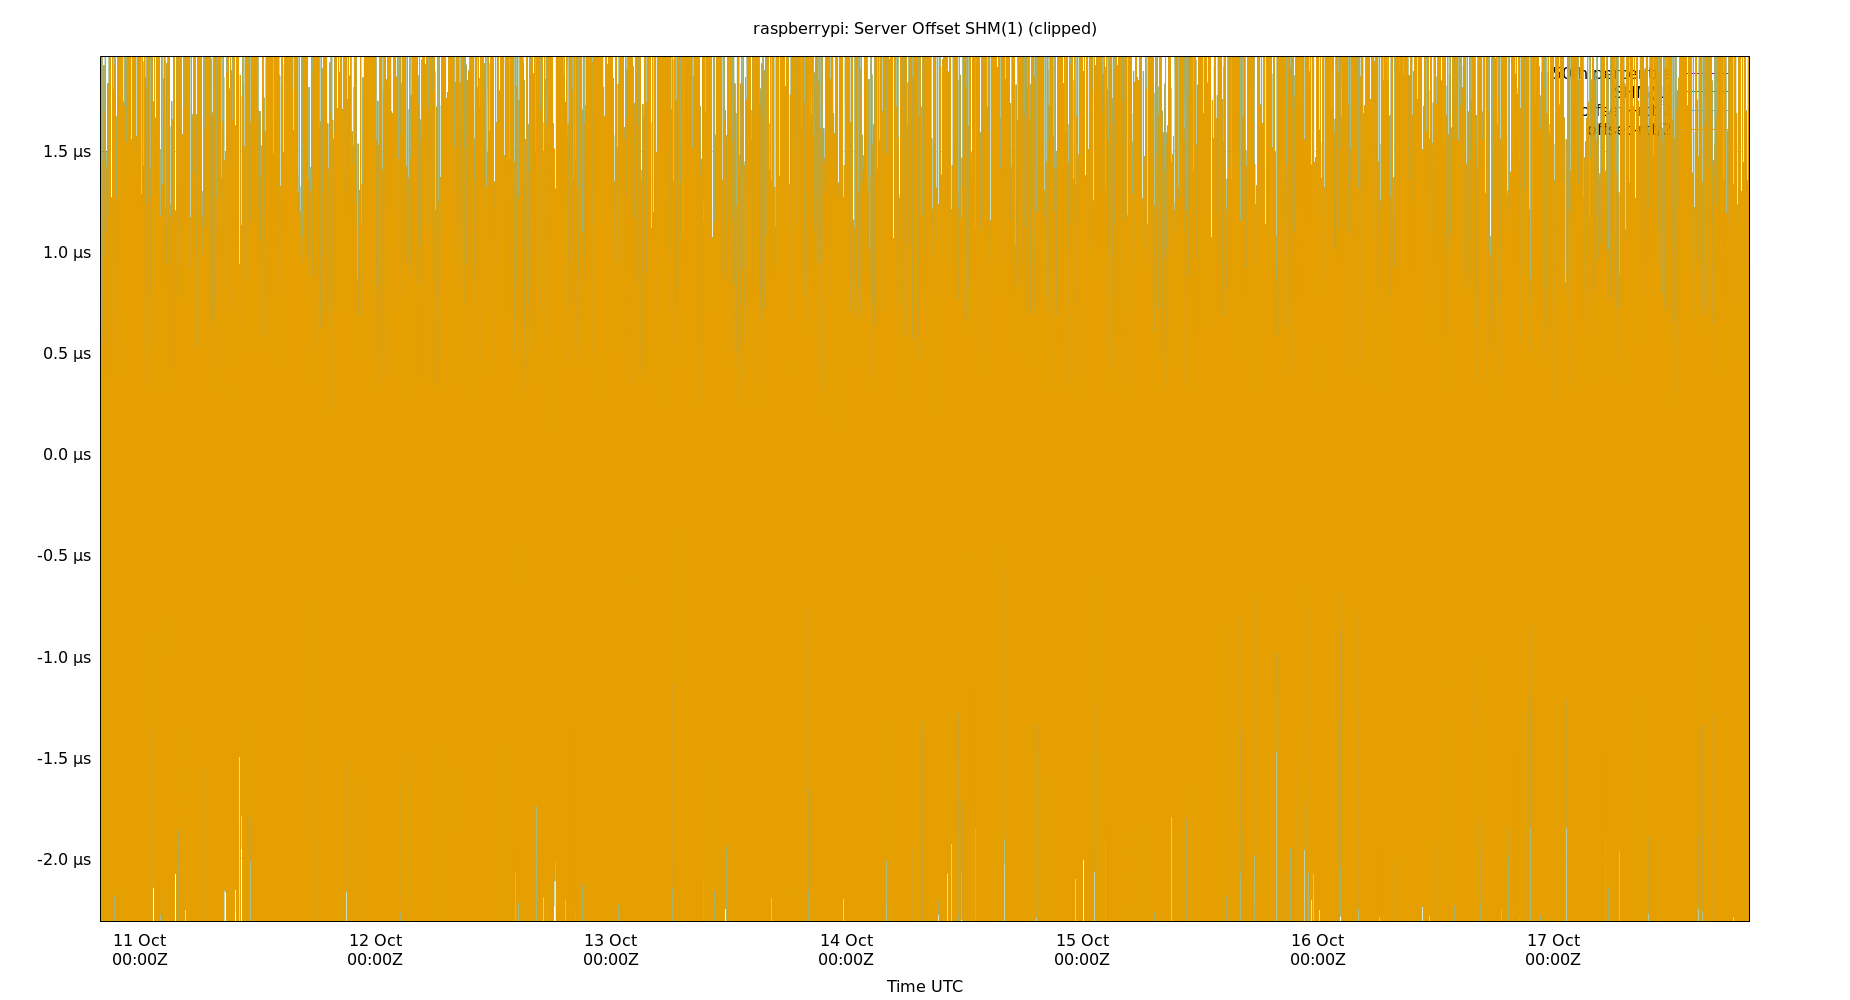 raspberrypi: Server Offset SHM(1) (clipped)
1.5 µs
1.0 µs
0.5 µs
0.0 µs
-0.5 µs
-1.0 µs
-1.5 µs
-2.0 µs
11 Oct 12 Oct 13 Oct 14 Oct 15 Oct 16 Oct 17 Oct
00:00Z 00:00Z 00:00Z 00:00Z 00:00Z 00:00Z 00:00Z
Time UTC